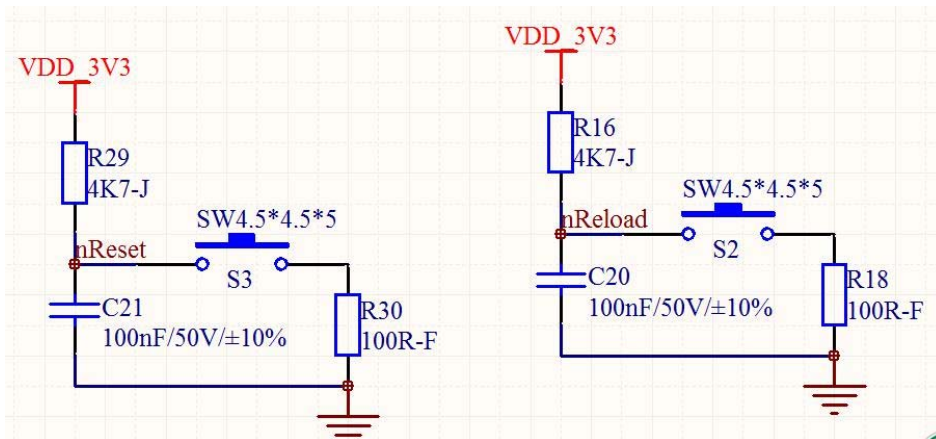 VDD_3V3
R29
4K7-J
nReset
SW4.5*4.5*5
S3
C21
100nF/50V/±10%
R30
100R-F
VDD_3V3
R16
4K7-J
nReload
SW4.5*4.5*5
S2
C20
100nF/50V/±10%
R18
100R-F